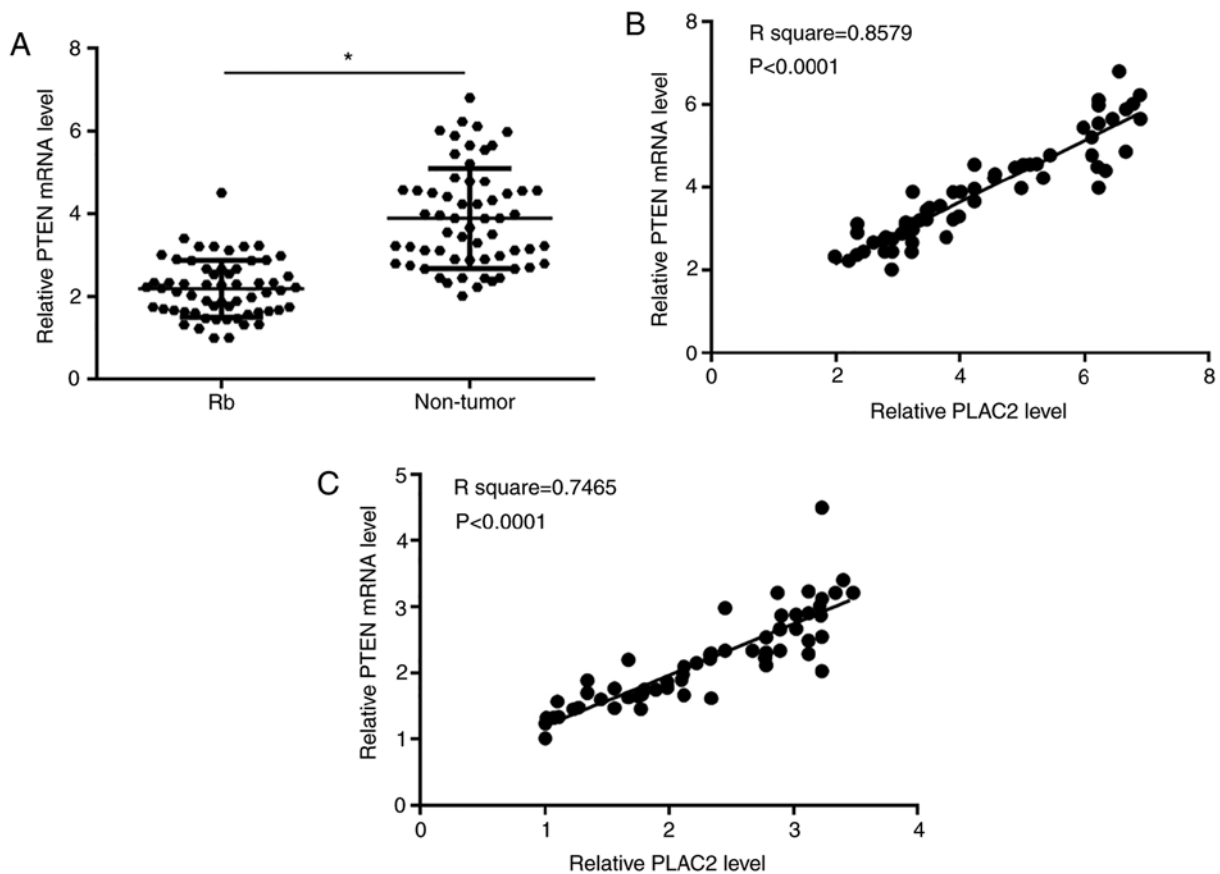 A
Relative PTEN mRNA level
8
6
4
2
0
*
Rb
Non-tumor
B
R square=0.8579
P<0.0001
Relative PTEN mRNA level
8
6
4
2
0
0
2
4
6
8
Relative PLAC2 level
C
R square=0.7465
P<0.0001
Relative PTEN mRNA level
5
4
3
2
1
0
0
1
2
3
4
Relative PLAC2 level